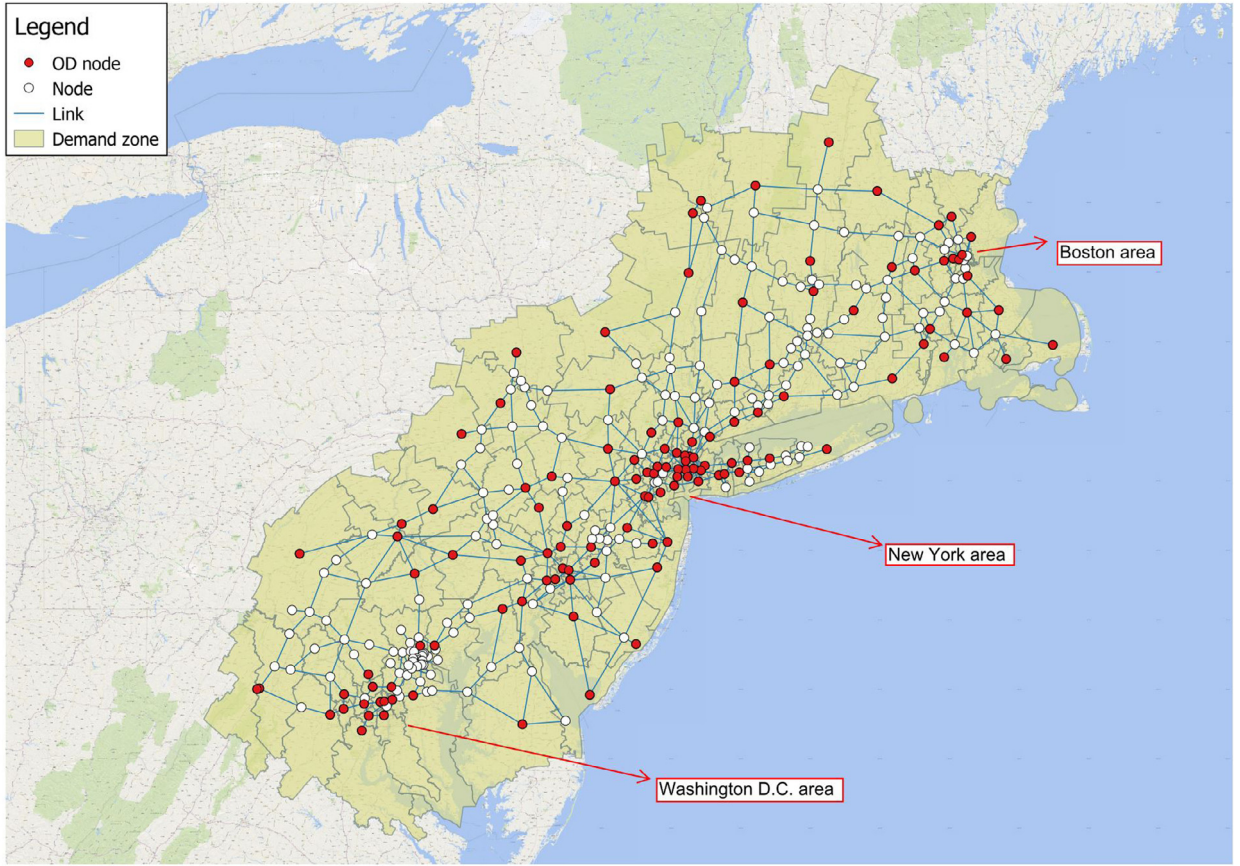 Legend
OD node
Node
Link
Demand zone
Boston area
New York area
Washington D.C. area